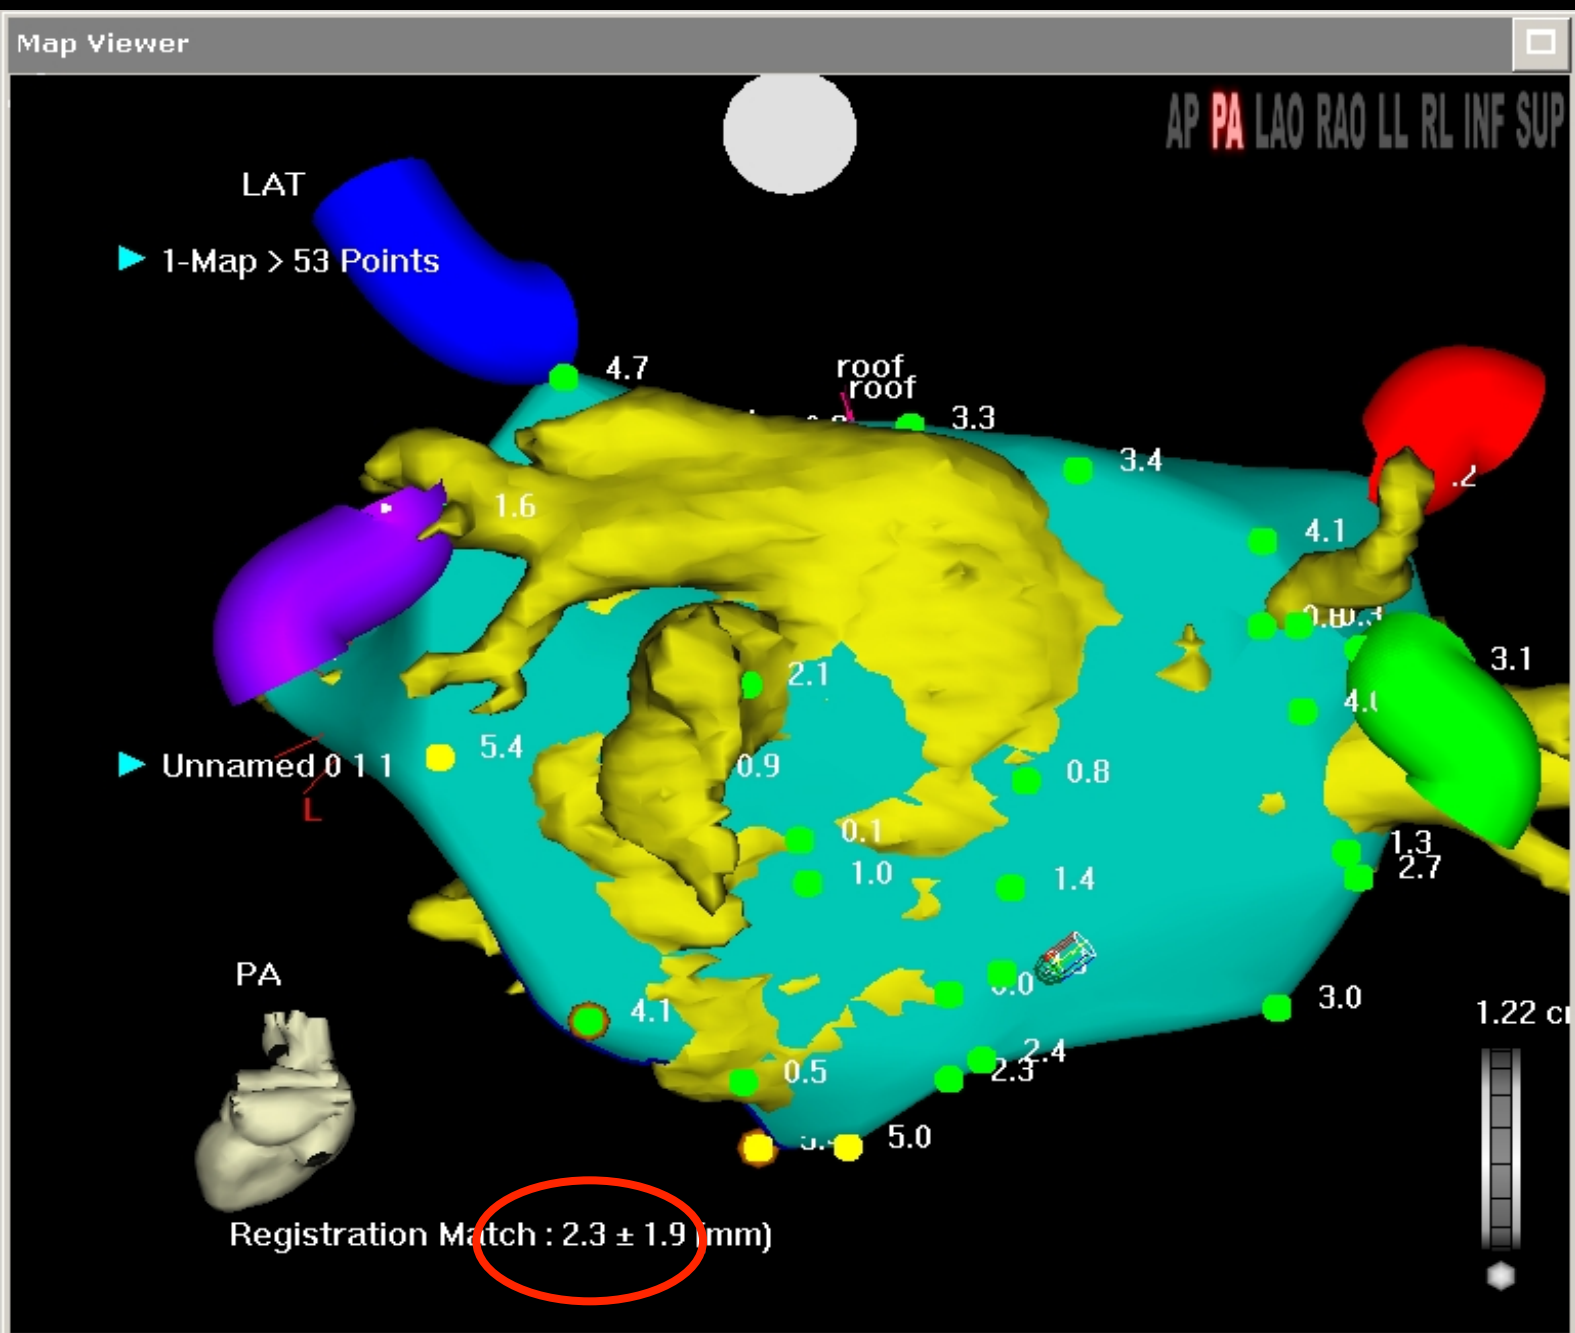 Map Viewer
AP PA LAO RAO LL RL INF SUP
LAT
1-Map > 53 Points
4.7
roof
roof
3.3
3.4
.2
1.6
4.1
3.1
2.1
5.4
Unnamed 0 1 1
0.9
0.8
L
0.1
1.3
1.0
1.4
2.7
PA
4.1
3.0
1.22
2.4
0.5
2.3
5.0
Registration Match : 2.3 ± 1.9 (mm)